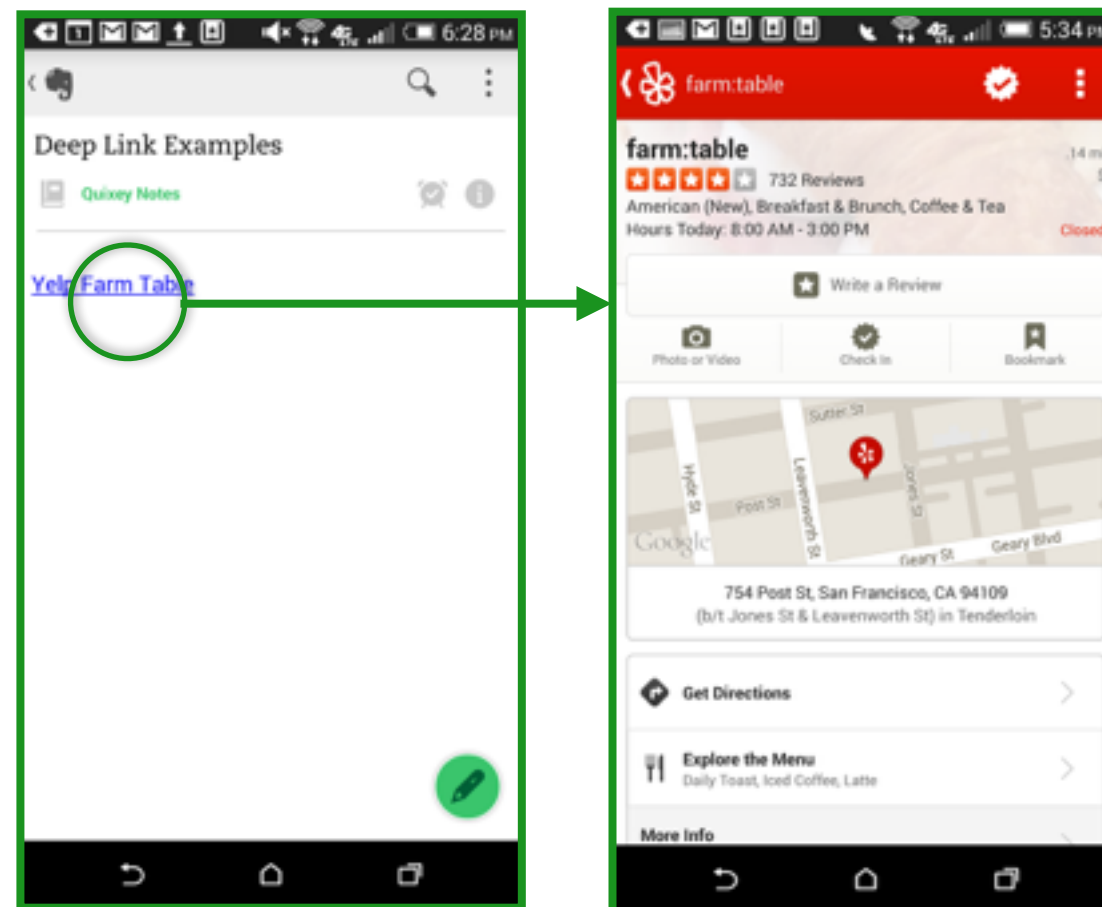 6:28 PM
Deep Link Examples
Quixey Notes
Yelp Farm Table
5:34 PM
farm:table
farm:table
.14 mi
732 Reviews
American (New), Breakfast & Brunch, Coffee & Tea
Hours Today: 8:00 AM - 3:00 PM
Closed
Write a Review
Photo or Video
Check In
Bookmark
Sutter St
Hyde St
Leavenworth St
Jones St
Post St
Google
Geary St
Geary Blvd
754 Post St, San Francisco, CA 94109
(b/t Jones St & Leavenworth St) in Tenderloin
Get Directions
Explore the Menu
Daily Toast, Iced Coffee, Latte
More Info